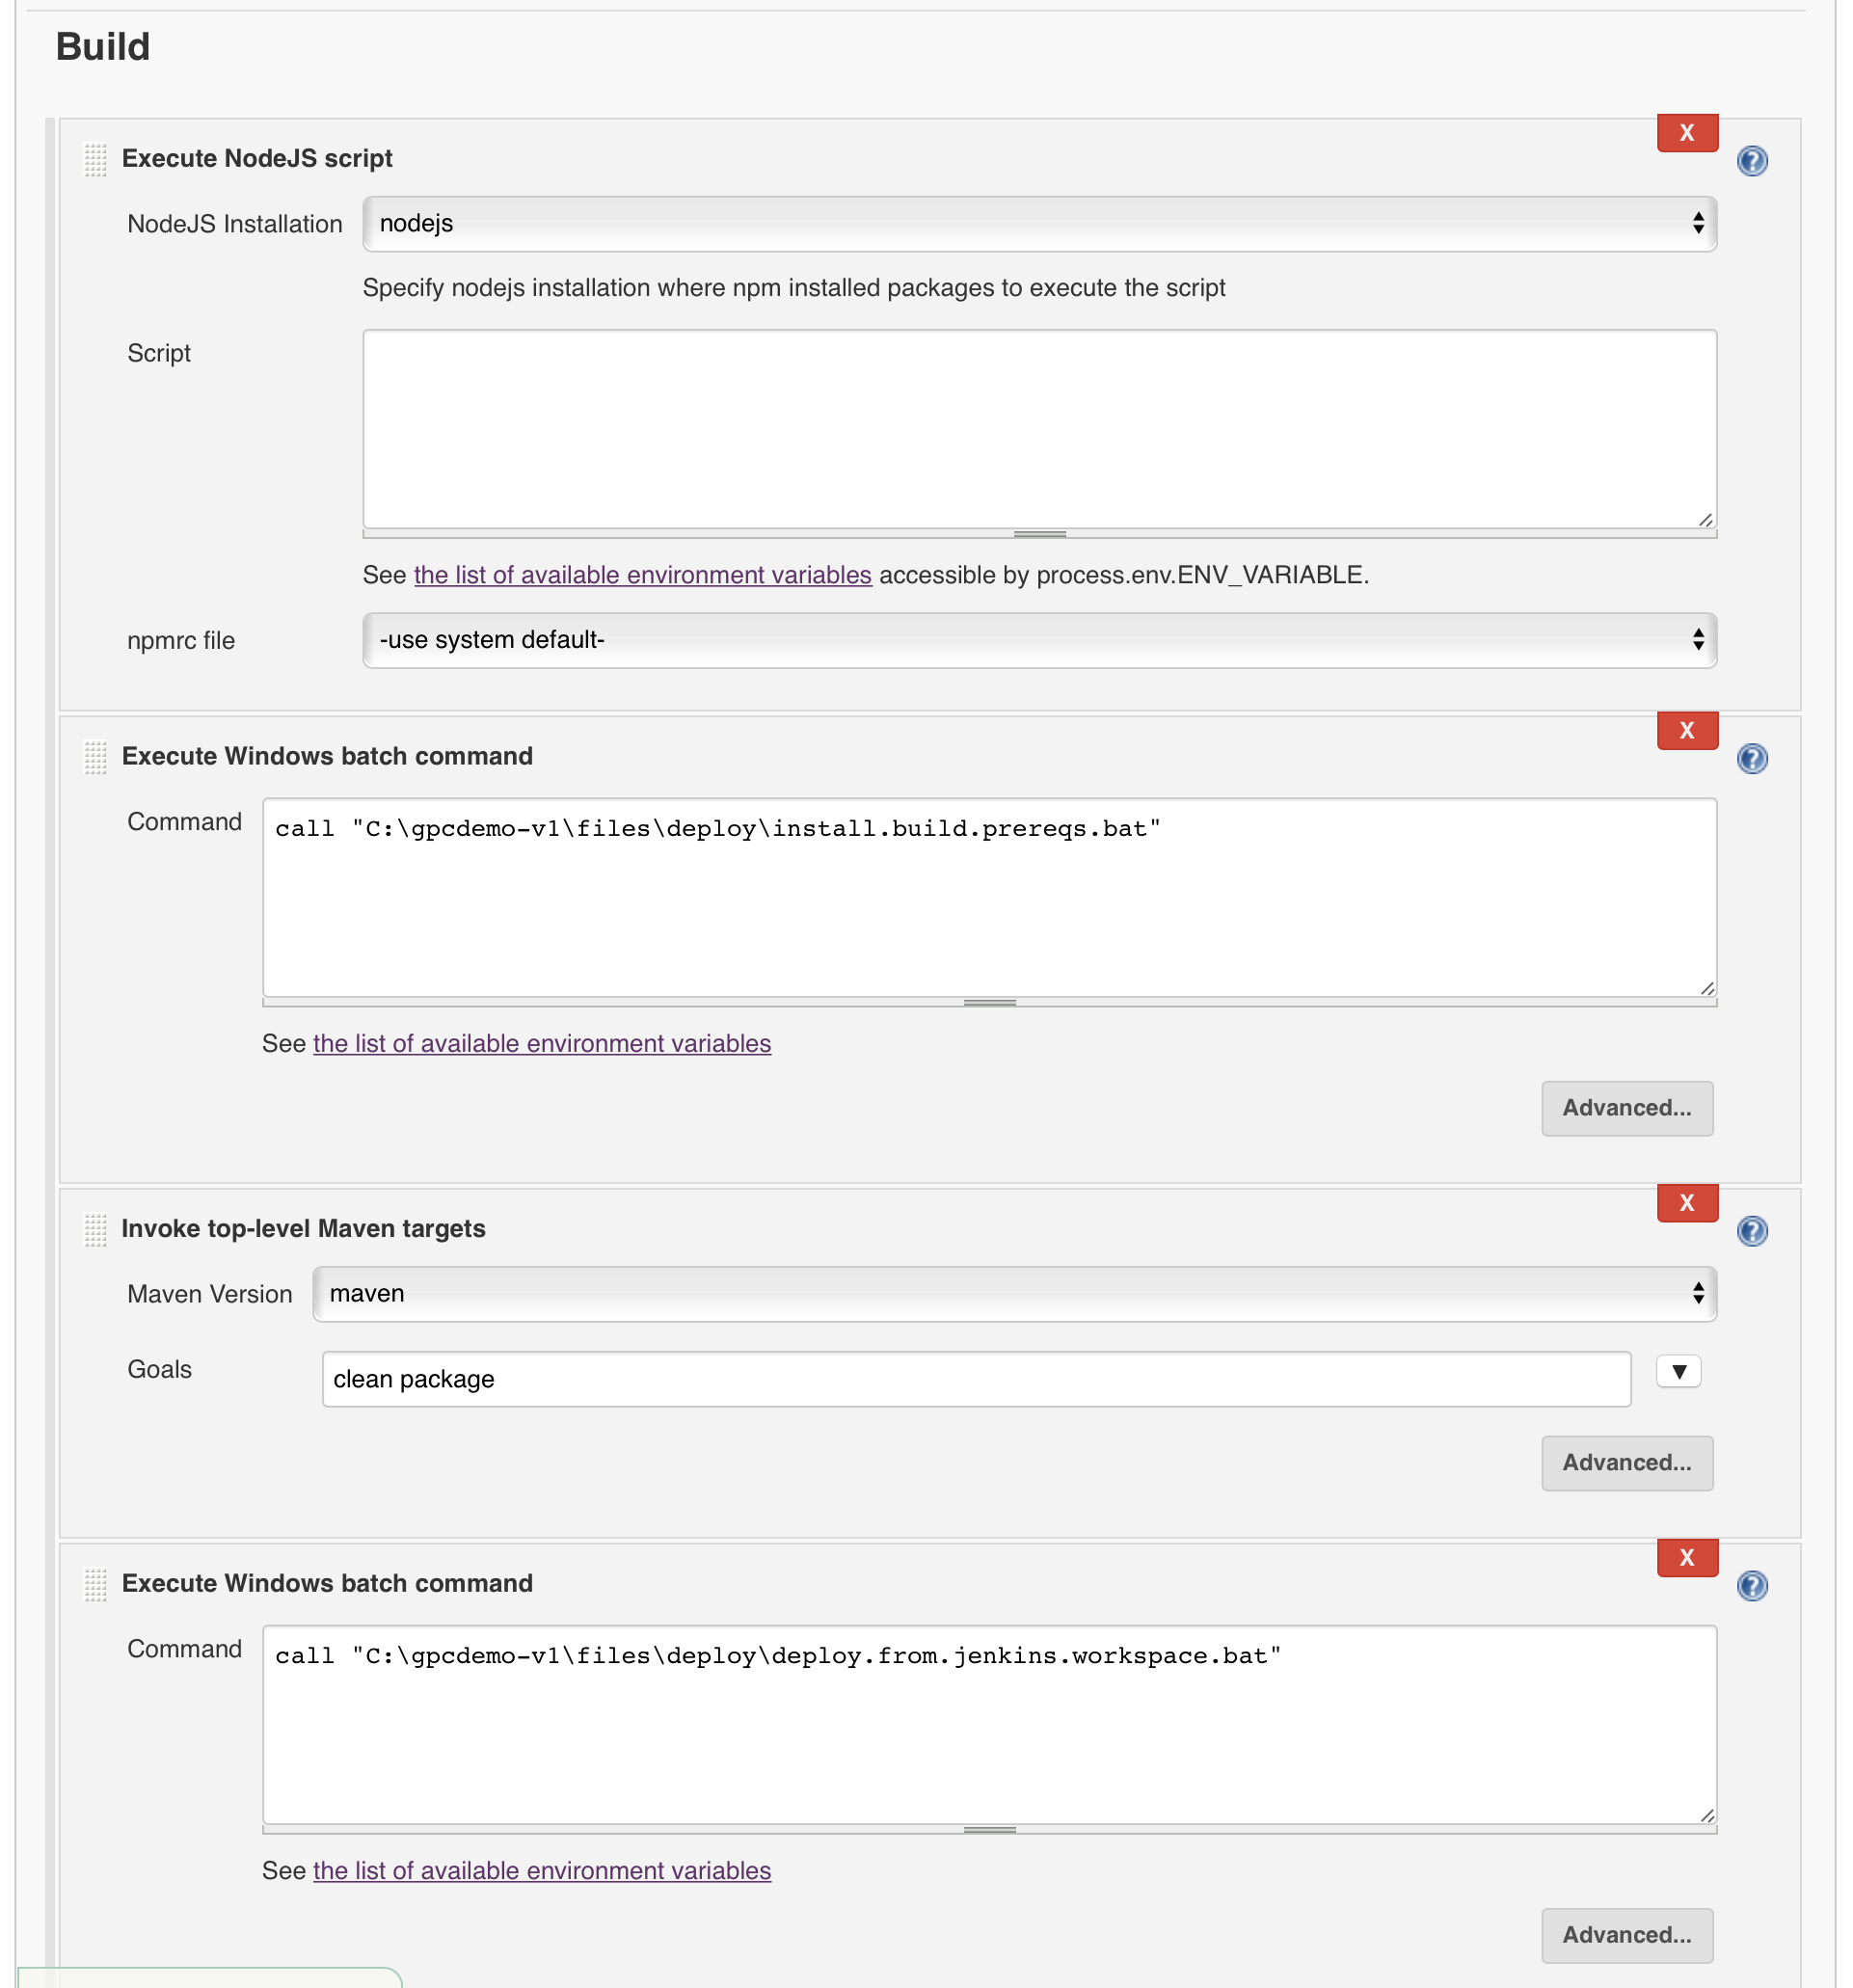 Build
X
Execute NodeJS script
?
NodeJS Installation nodejs
Specify nodejs installation where npm installed packages to execute the script
Script
See the list of available environment variables accessible by process.env.ENV_VARIABLE.
npmrc file -use system default-
X
Execute Windows batch command
?
Command call "C:\gpcdemo-v1\files\deploy\install.build.prereqs.bat"
See the list of available environment variables
Advanced...
X
Invoke top-level Maven targets
?
Maven Version maven
Goals clean package
Advanced...
X
Execute Windows batch command
?
Command call "C:\gpcdemo-v1\files\deploy\deploy.from.jenkins.workspace.bat"
See the list of available environment variables
Advanced...